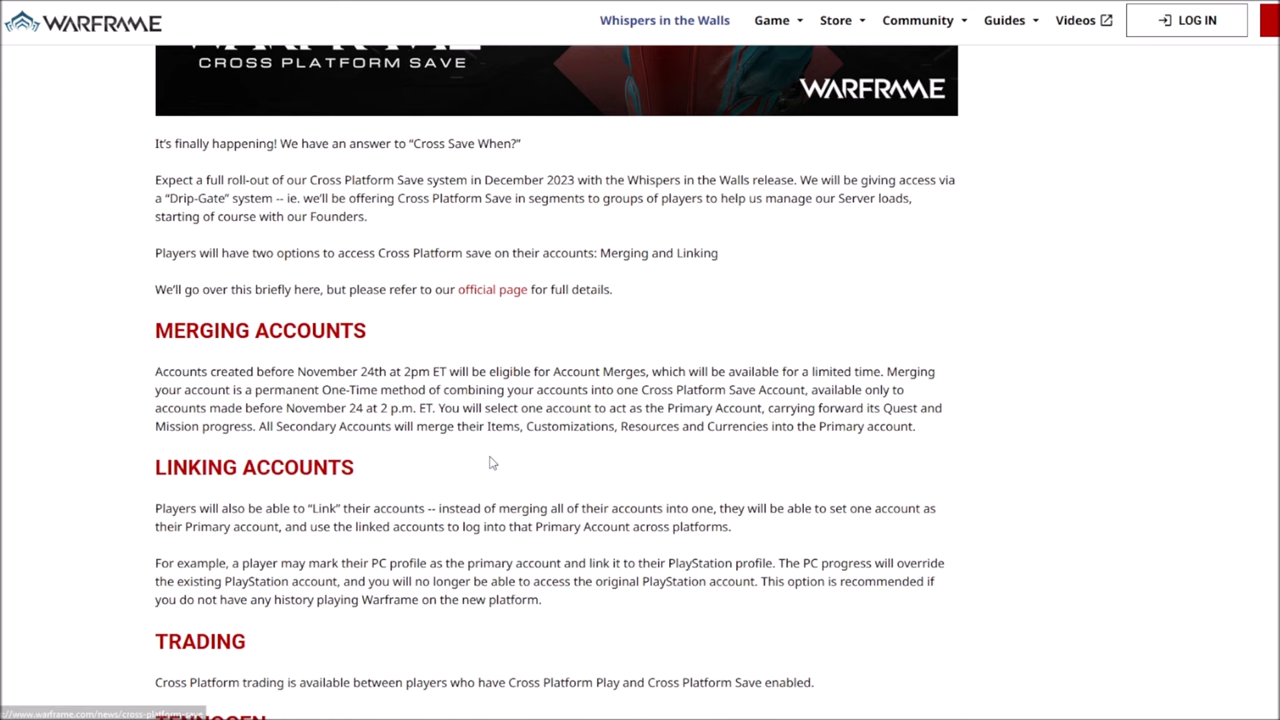 WARFRAME
Whispers in the Walls
Game
Store
Community
Guides
Videos
LOG IN
CROSS PLATFORM SAVE
WARFRAME
It's finally happening! We have an answer to “Cross Save When?”
Expect a full roll-out of our Cross Platform Save system in December 2023 with the Whispers in the Walls release. We will be giving access via
a “Drip-Gate” system -- ie. we’ll be offering Cross Platform Save in segments to groups of players to help us manage our Server loads,
starting of course with our Founders.
Players will have two options to access Cross Platform save on their accounts: Merging and Linking
We’ll go over this briefly here, but please refer to our official page for full details.
MERGING ACCOUNTS
Accounts created before November 24th at 2pm ET will be eligible for Account Merges, which will be available for a limited time. Merging
your account is a permanent One-Time method of combining your accounts into one Cross Platform Save Account, available only to
accounts made before November 24 at 2 p.m. ET. You will select one account to act as the Primary Account, carrying forward its Quest and
Mission progress. All Secondary Accounts will merge their Items, Customizations, Resources and Currencies into the Primary account.
LINKING ACCOUNTS
Players will also be able to “Link” their accounts -- instead of merging all of their accounts into one, they will be able to set one account as
their Primary account, and use the linked accounts to log into that Primary Account across platforms.
For example, a player may mark their PC profile as the primary account and link it to their PlayStation profile. The PC progress will override
the existing PlayStation account, and you will no longer be able to access the original PlayStation account. This option is recommended if
you do not have any history playing Warframe on the new platform.
TRADING
Cross Platform trading is available between players who have Cross Platform Play and Cross Platform Save enabled.